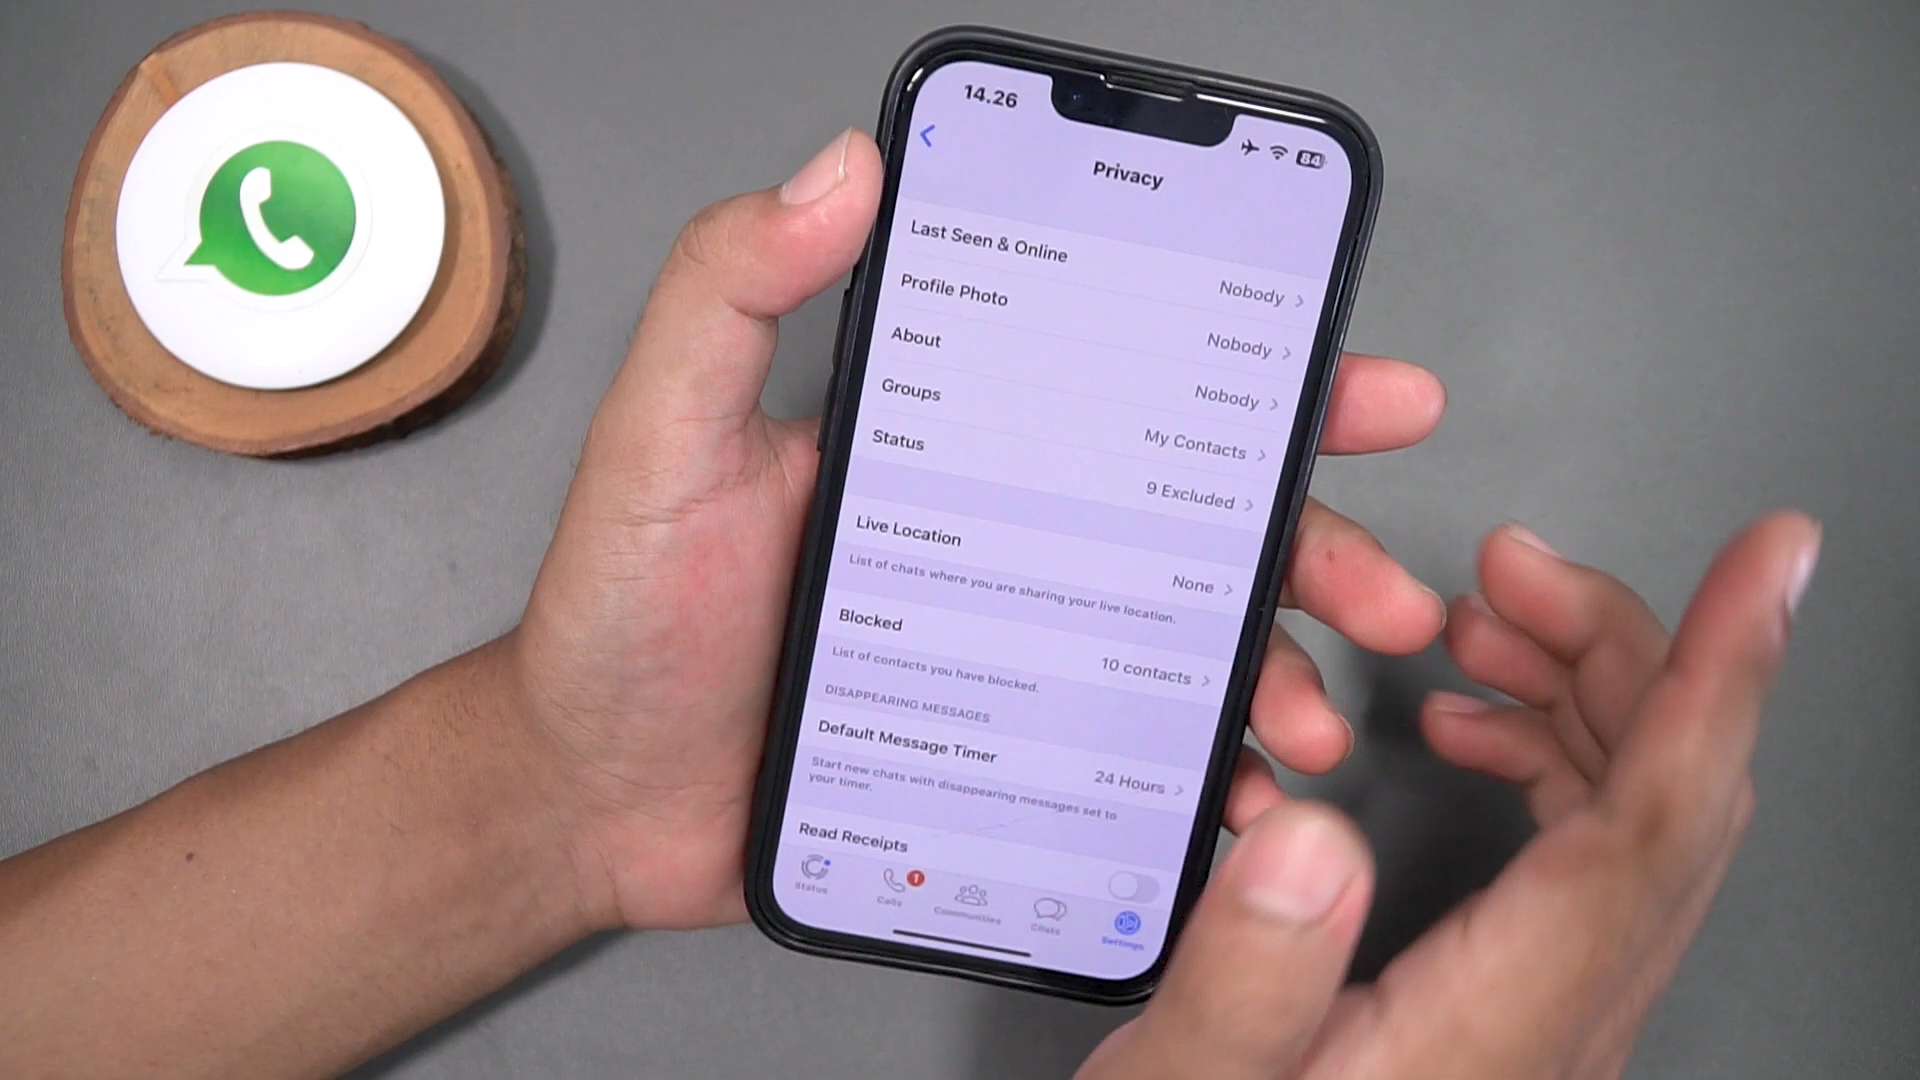 14.26
84
Privacy
Last Seen & Online
Nobody
Profile Photo
Nobody
About
Nobody
Groups
My Contacts
Status
9 Excluded
Live Location
None
List of chats where you are sharing your live location.
Blocked
10 contacts
List of contacts you have blocked.
DISAPPEARING MESSAGES
Default Message Timer
24 Hours
Start new chats with disappearing messages set to
your timer.
Read Receipts
Status
Calls
1
Communities
Chats
Settings